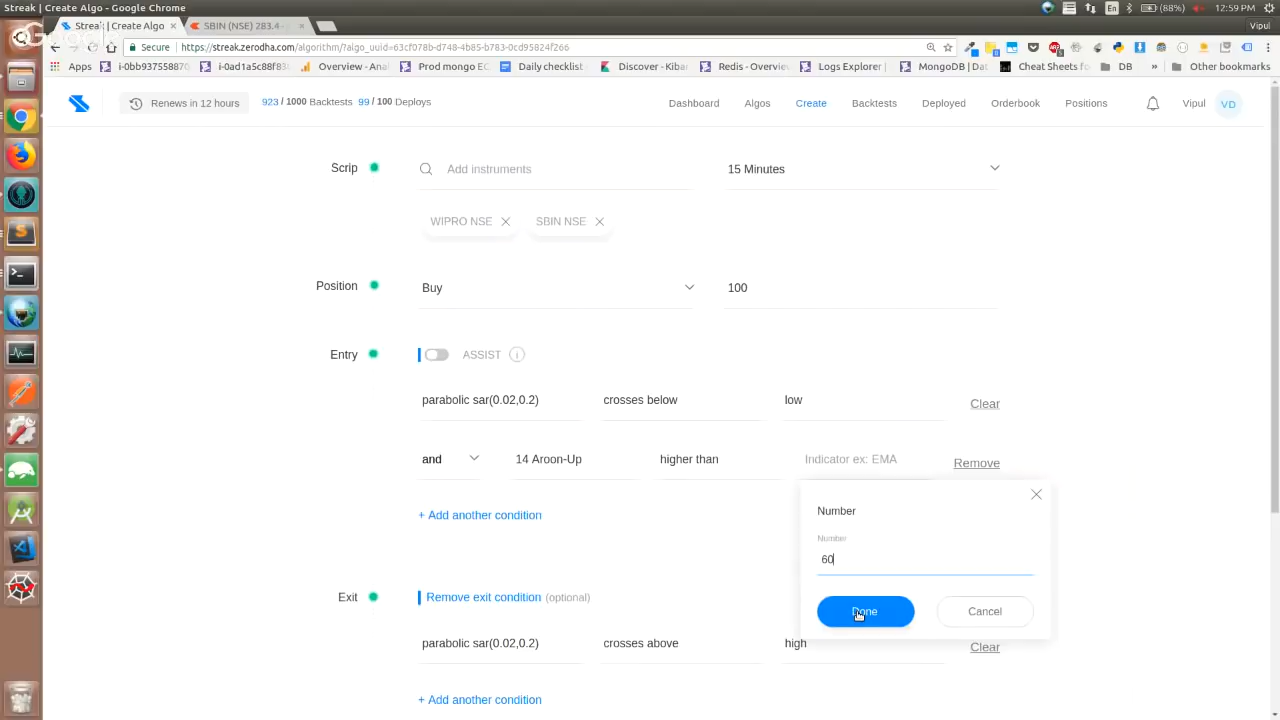 Streak | Create Algo - Google Chrome
En (88%) 12:59 PM
Streak | Create Algo × SBIN (NSE) 283.4 - ×
Vipul
Secure https://streak.zerodha.com/algorithm/?algo_uuid=63cf078b-d748-4b85-b783-0cd95824f266
Apps i-0bb937558870 i-0ad1a5c88f83 Overview - Anal Prod mongo EC Daily checklist Discover - Kiban Redis - Overview Logs Explorer MongoDB | Dat Cheat Sheets fo DB » Other bookmarks
Renews in 12 hours 923 / 1000 Backtests 99 / 100 Deploys Dashboard Algos Create Backtests Deployed Orderbook Positions Vipul VD
Scrip Add instruments 15 Minutes
WIPRO NSE SBIN NSE
Position Buy 100
Entry ASSIST i
parabolic sar(0.02,0.2) crosses below low Clear
and 14 Aroon-Up higher than Indicator ex: EMA Remove
+ Add another condition
Number
Number
60
Done Cancel
Exit Remove exit condition (optional)
parabolic sar(0.02,0.2) crosses above high Clear
+ Add another condition